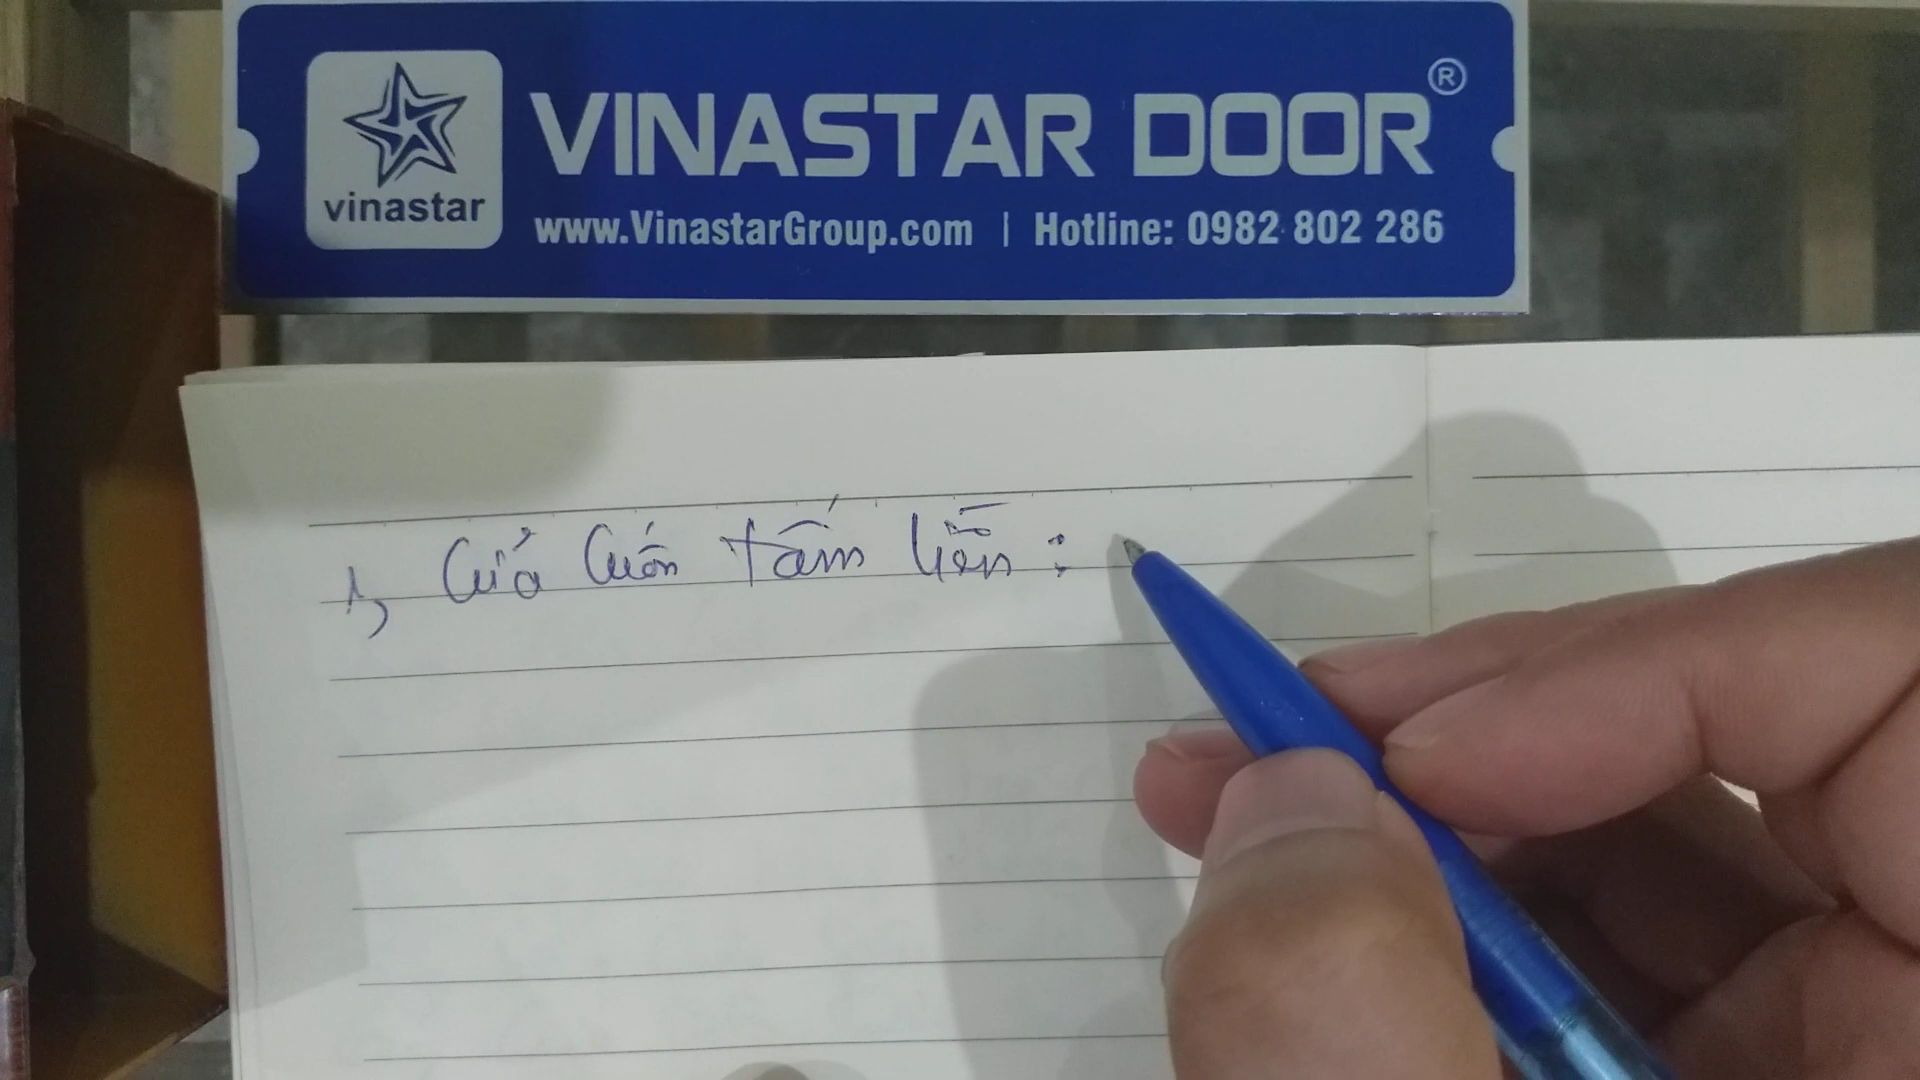 vinastar
VINASTAR DOOR®
www.VinastarGroup.com | Hotline: 0982 802 286
1, Cửa Cuốn tấm liền :